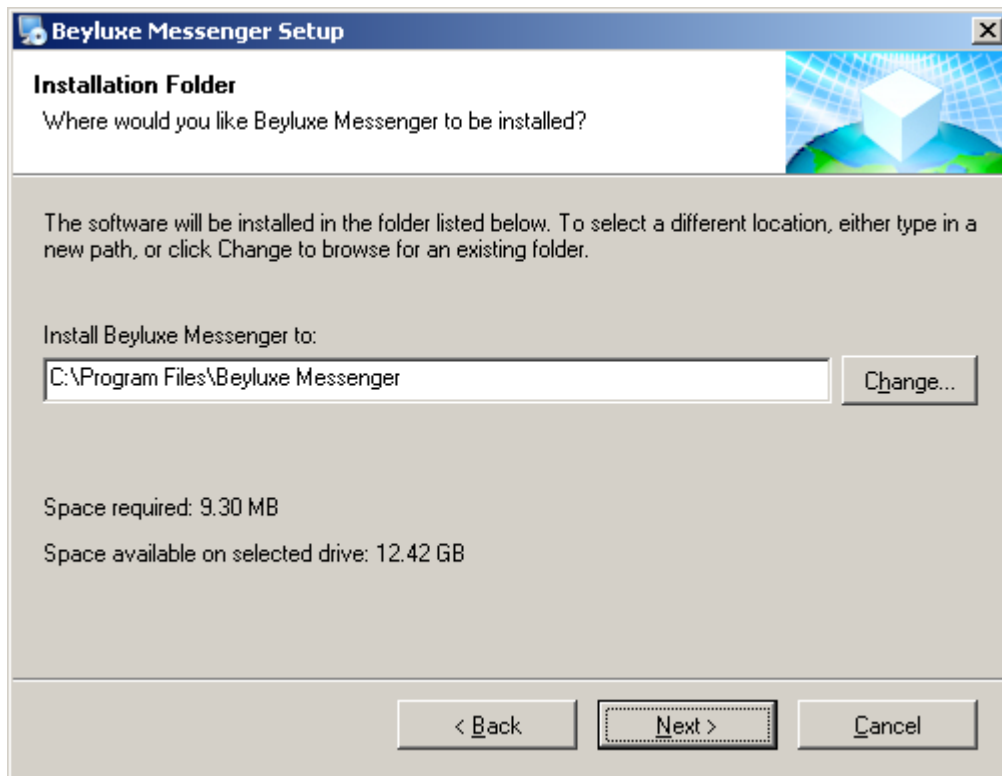 Beyluxe Messenger Setup
Installation Folder
Where would you like Beyluxe Messenger to be installed?
The software will be installed in the folder listed below. To select a different location, either type in a
new path, or click Change to browse for an existing folder.
Install Beyluxe Messenger to:
C:\Program Files\Beyluxe Messenger
Change...
Space required: 9.30 MB
Space available on selected drive: 12.42 GB
< Back
Next >
Cancel